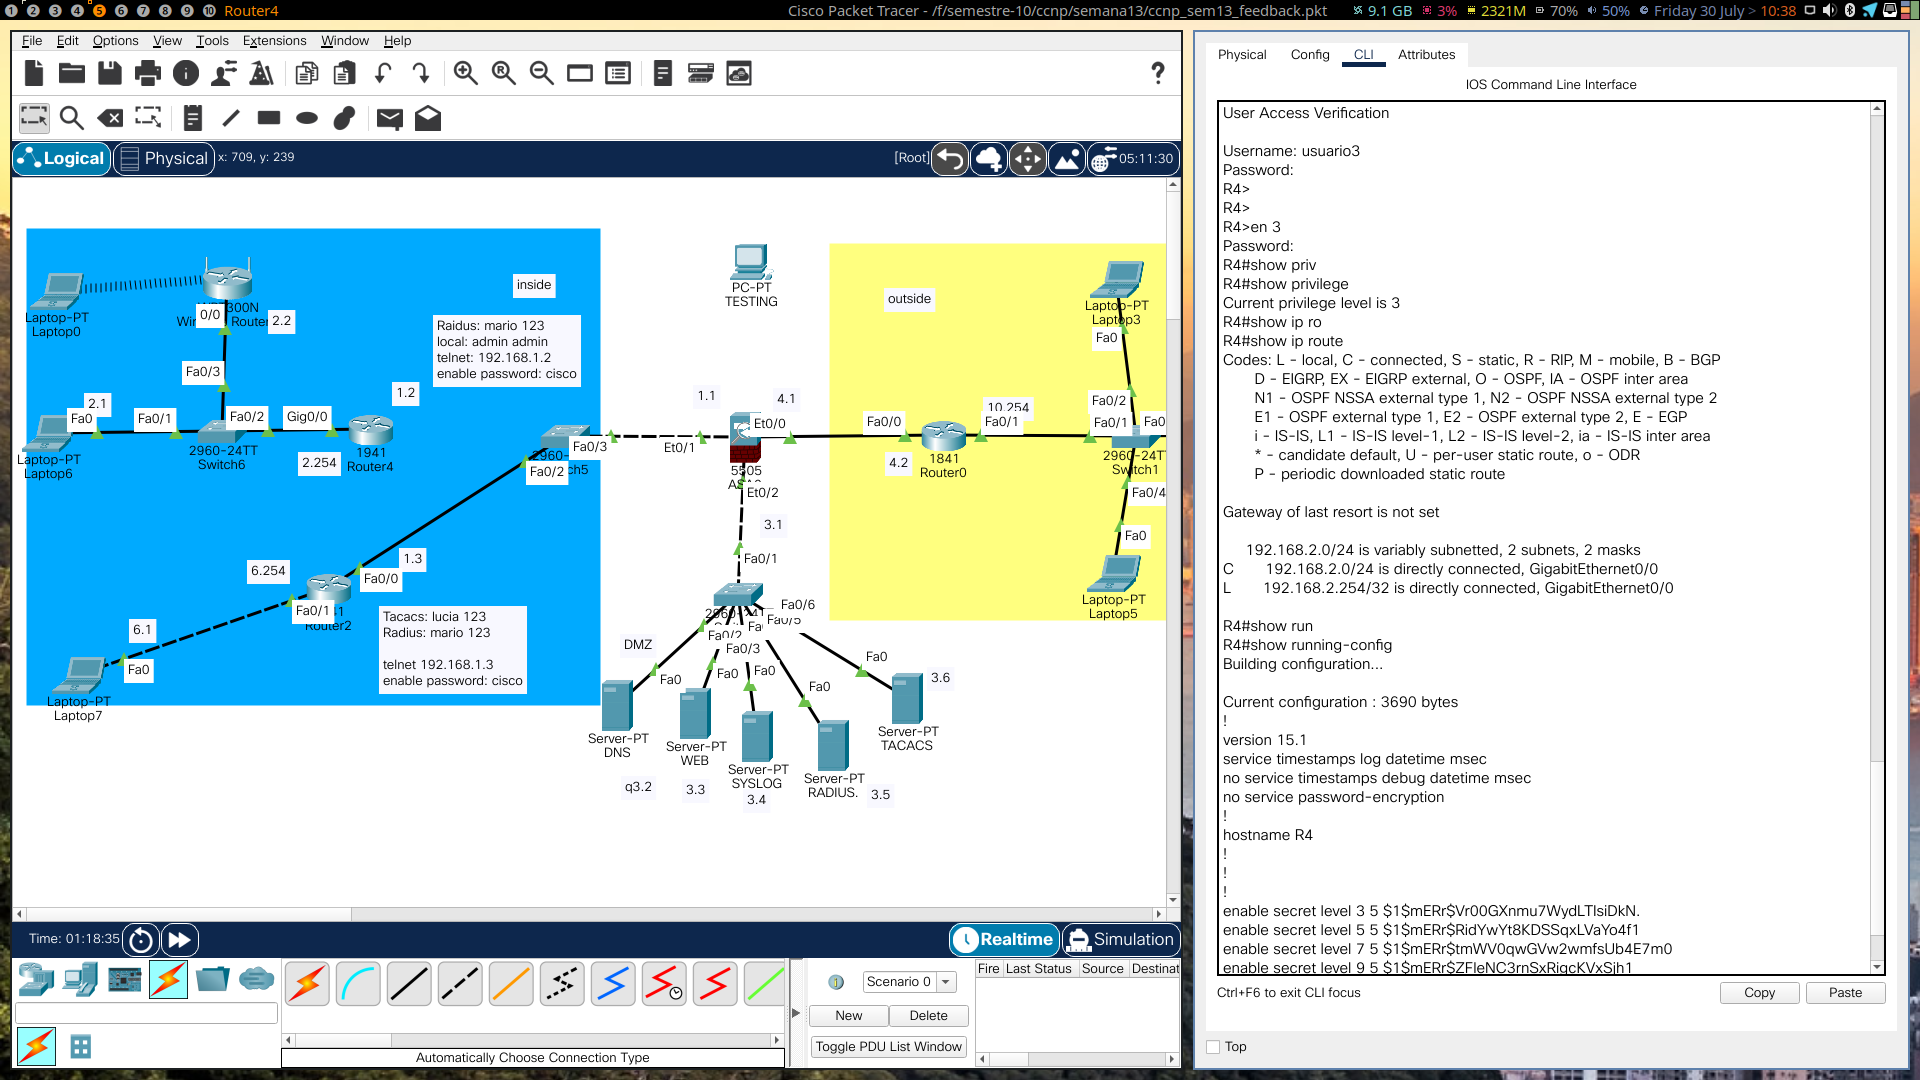 1 2 3 4 5 6 7 8 9 10 Router4
Cisco Packet Tracer - /f/semestre-10/ccnp/semana13/ccnp_sem13_feedback.pkt
9.1 GB 3% 2321M 70% 50% Friday 30 July > 10:38
File Edit Options View Tools Extensions Window Help
?
Logical Physical x: 709, y: 239
[Root] 05:11:30
inside
Laptop-PT
Laptop0
0/0
2.2
Raidus: mario 123
local: admin admin
telnet: 192.168.1.2
enable password: cisco
Fa0/3
1.2
2.1
Fa0
Fa0/1
Fa0/2
Gig0/0
Laptop-PT
Laptop6
2960-24TT
Switch6
2.254
1941
Router4
Fa0/3
Fa0/2
6.254
1.3
Fa0/0
Fa0/1
Router2
6.1
Fa0
Laptop-PT
Laptop7
Tacacs: lucia 123
Radius: mario 123
telnet 192.168.1.3
enable password: cisco
PC-PT
TESTING
1.1
4.1
Et0/0
Et0/1
5505
Et0/2
3.1
Fa0/1
outside
Fa0/0
10.254
Fa0/1
4.2
1841
Router0
Laptop-PT
Laptop3
Fa0
Fa0/2
Fa0/1
Fa0
2960-24T
Switch1
Fa0/4
Fa0
Laptop-PT
Laptop5
DMZ
Fa0/6
Fa0/5
Fa0/2
Fa0/3
Fa0
Fa0
Fa0
Fa0
Fa0
3.6
Server-PT
DNS
Server-PT
WEB
Server-PT
SYSLOG
Server-PT
RADIUS.
Server-PT
TACACS
q3.2
3.3
3.4
3.5
Time: 01:18:35
Realtime Simulation
Scenario 0
New Delete
Toggle PDU List Window
Fire Last Status Source Destinat
Automatically Choose Connection Type
Physical Config CLI Attributes
IOS Command Line Interface
User Access Verification
Username: usuario3
Password:
R4>
R4>
R4>en 3
Password:
R4#show priv
R4#show privilege
Current privilege level is 3
R4#show ip ro
R4#show ip route
Codes: L - local, C - connected, S - static, R - RIP, M - mobile, B - BGP
D - EIGRP, EX - EIGRP external, O - OSPF, IA - OSPF inter area
N1 - OSPF NSSA external type 1, N2 - OSPF NSSA external type 2
E1 - OSPF external type 1, E2 - OSPF external type 2, E - EGP
i - IS-IS, L1 - IS-IS level-1, L2 - IS-IS level-2, ia - IS-IS inter area
* - candidate default, U - per-user static route, o - ODR
P - periodic downloaded static route
Gateway of last resort is not set
192.168.2.0/24 is variably subnetted, 2 subnets, 2 masks
C 192.168.2.0/24 is directly connected, GigabitEthernet0/0
L 192.168.2.254/32 is directly connected, GigabitEthernet0/0
R4#show run
R4#show running-config
Building configuration...
Current configuration : 3690 bytes
!
version 15.1
service timestamps log datetime msec
no service timestamps debug datetime msec
no service password-encryption
!
hostname R4
!
!
!
enable secret level 3 5 $1$mERr$Vr00GXnmu7WydLTIsiDkN.
enable secret level 5 5 $1$mERr$RidYwYt8KDSSqxLVaYo4f1
enable secret level 7 5 $1$mERr$tmWV0qwGVw2wmfsUb4E7m0
enable secret level 9 5 $1$mERr$ZFleNC3rnSxRigcKVxSjh1
Ctrl+F6 to exit CLI focus
Copy Paste
Top